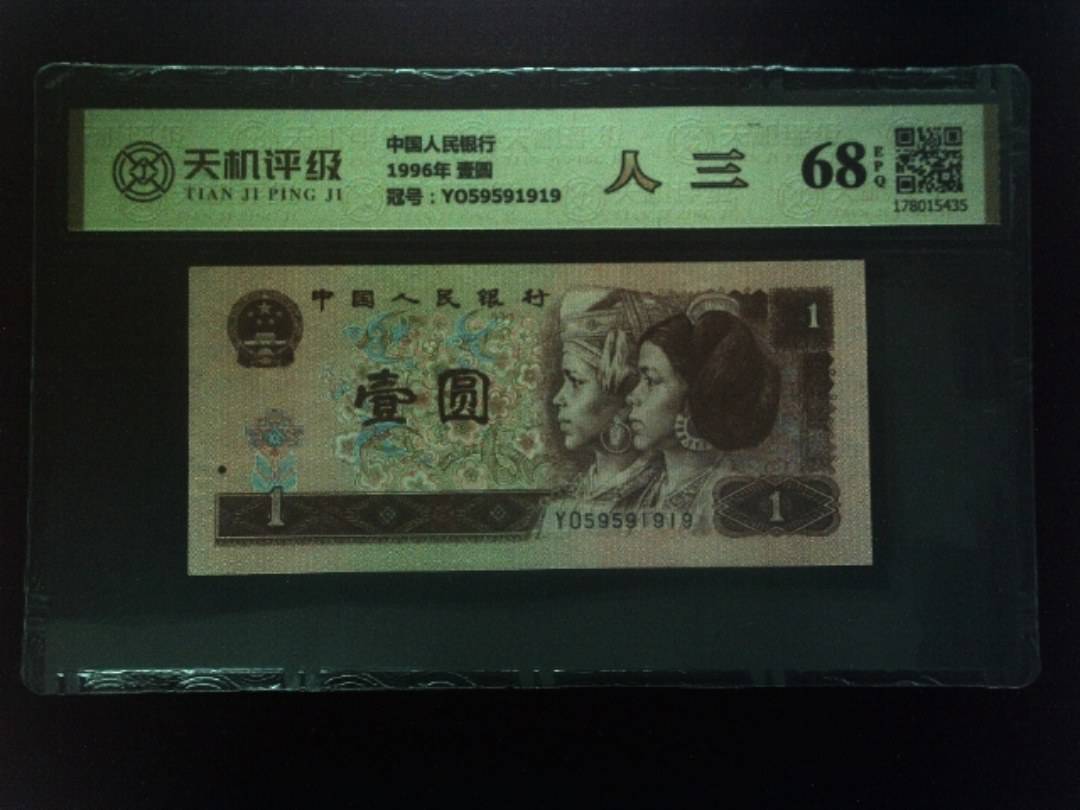 天机评级
TIAN JI PING JI
中国人民银行
1996年 壹圆
冠号：YO59591919
人 三
68
EPQ
178015435
中国人民银行
1
壹圆
1
YO59591919
1